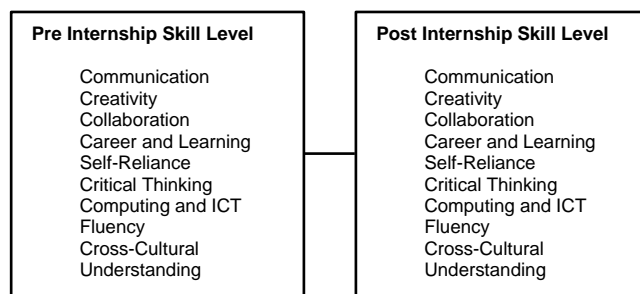 Pre Internship Skill Level
Communication
Creativity
Collaboration
Career and Learning
Self-Reliance
Critical Thinking
Computing and ICT
Fluency
Cross-Cultural
Understanding
Post Internship Skill Level
Communication
Creativity
Collaboration
Career and Learning
Self-Reliance
Critical Thinking
Computing and ICT
Fluency
Cross-Cultural
Understanding